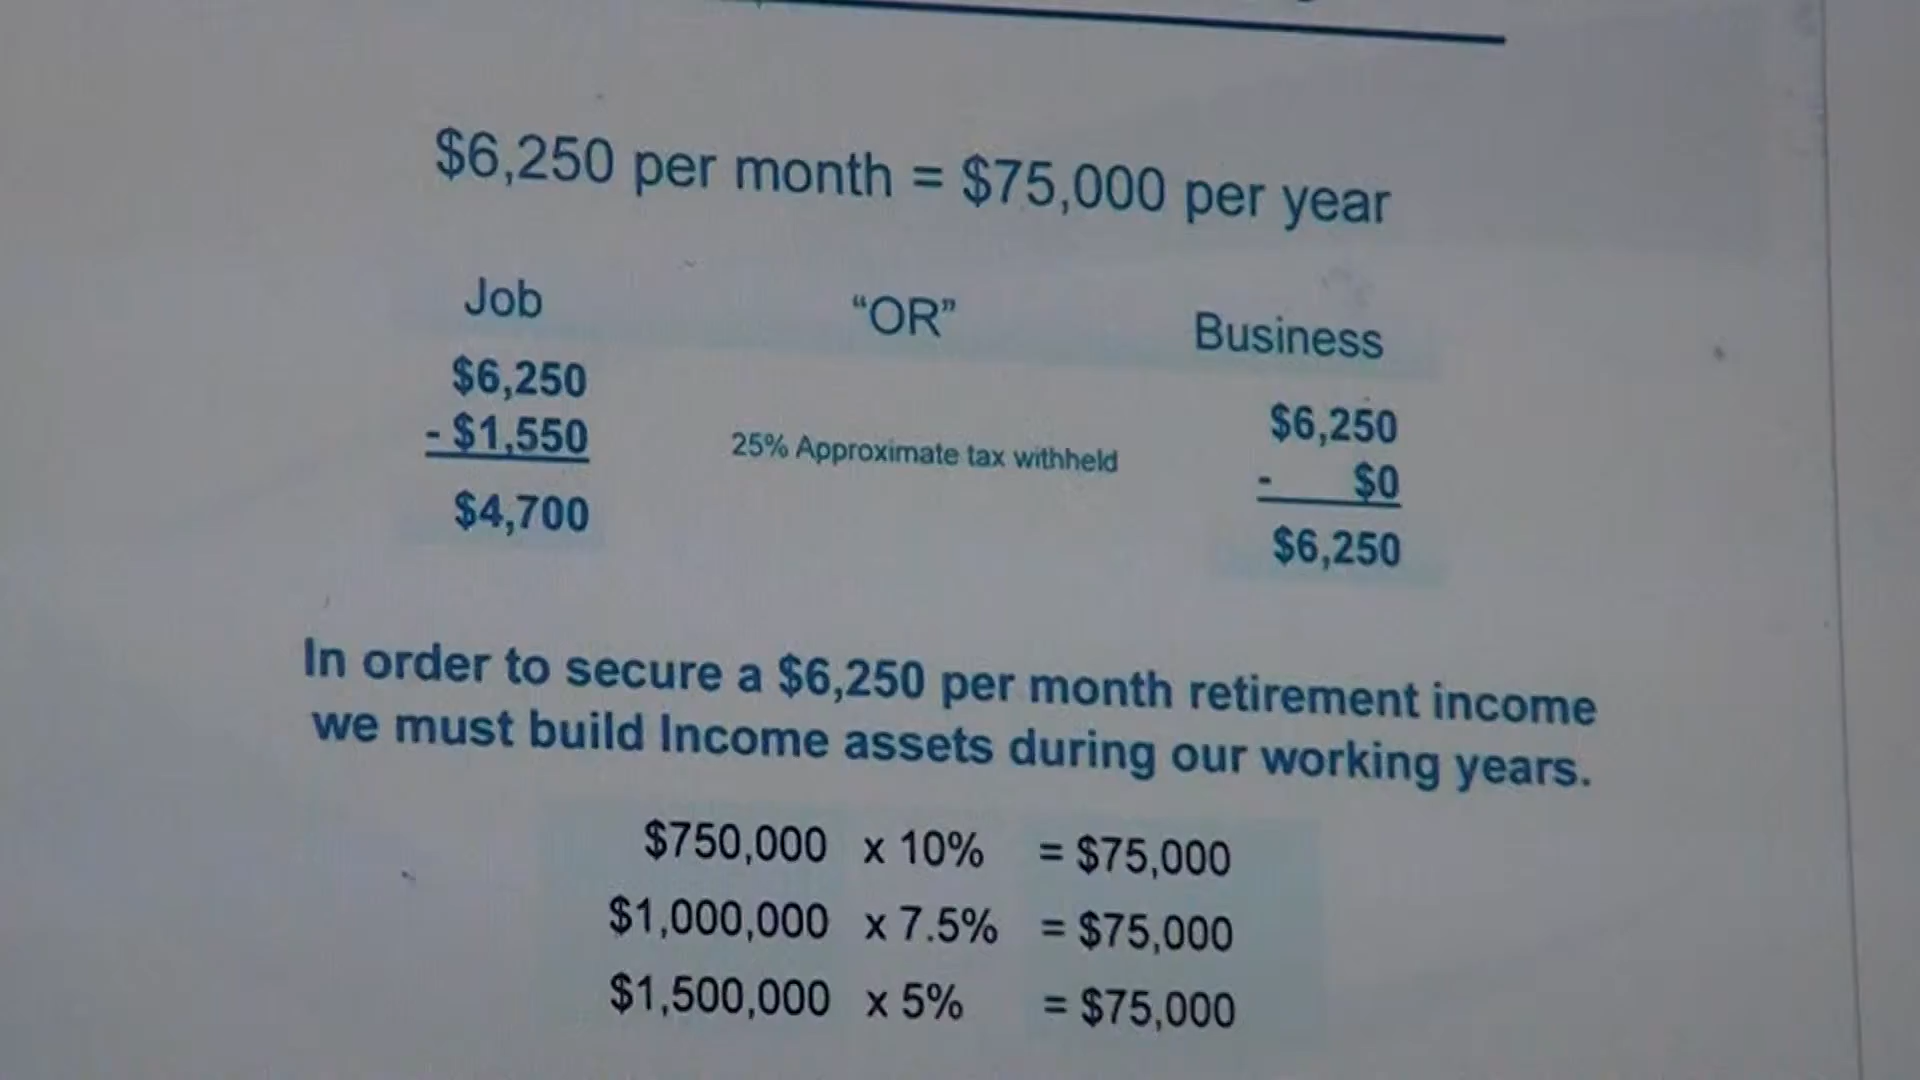 $6,250 per month = $75,000 per year
Job "OR" Business
$6,250 $6,250
- $1,550 25% Approximate tax withheld - $0
$4,700 $6,250
In order to secure a $6,250 per month retirement income
we must build Income assets during our working years.
$750,000 x 10% = $75,000
$1,000,000 x 7.5% = $75,000
$1,500,000 x 5% = $75,000